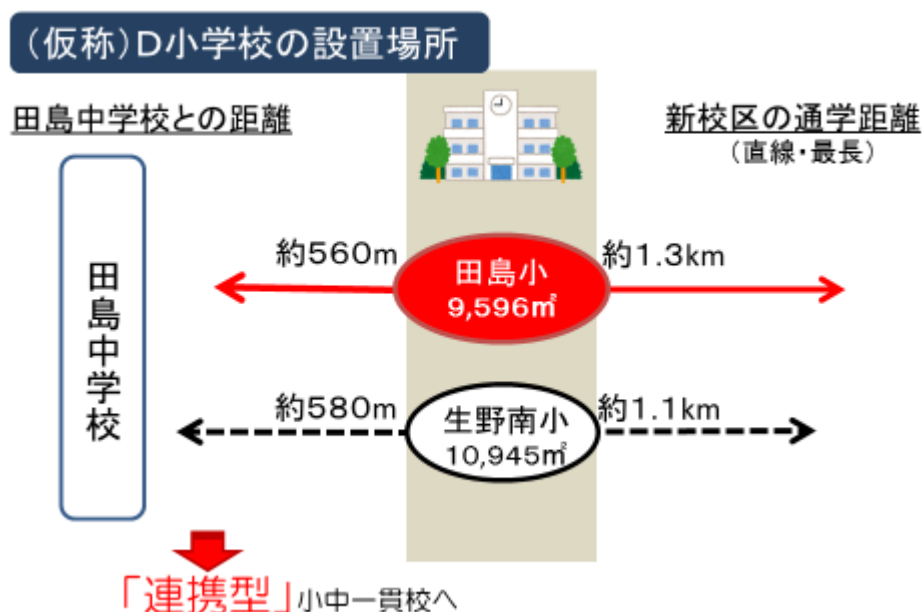 (仮称)D小学校の設置場所
田島中学校との距離
新校区の通学距離
(直線・最長)
田島中学校
約560m
田島小
9,596㎡
約1.3km
約580m
生野南小
10,945㎡
約1.1km
「連携型」小中一貫校へ